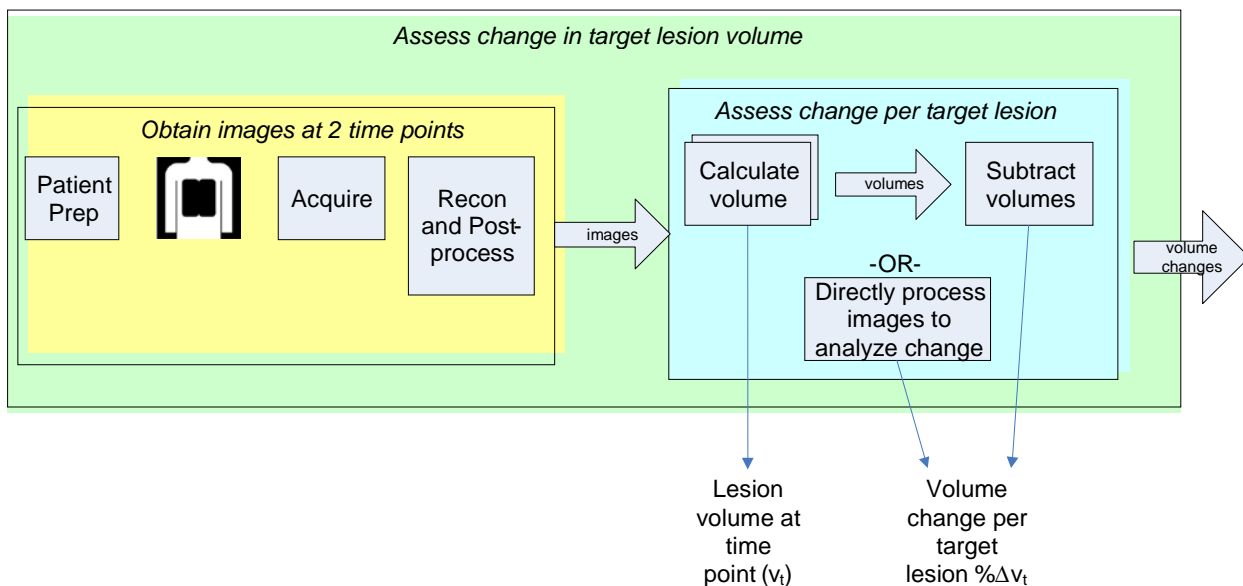 Assess change in target lesion volume
Obtain images at 2 time points
Patient
Prep
Acquire
Recon
and Post-
process
images
Assess change per target lesion
Calculate
volume
volumes
Subtract
volumes
-OR-
Directly process
images to
analyze change
volume
changes
Lesion
volume at
time
point (vₜ)
Volume
change per
target
lesion %Δvₜ